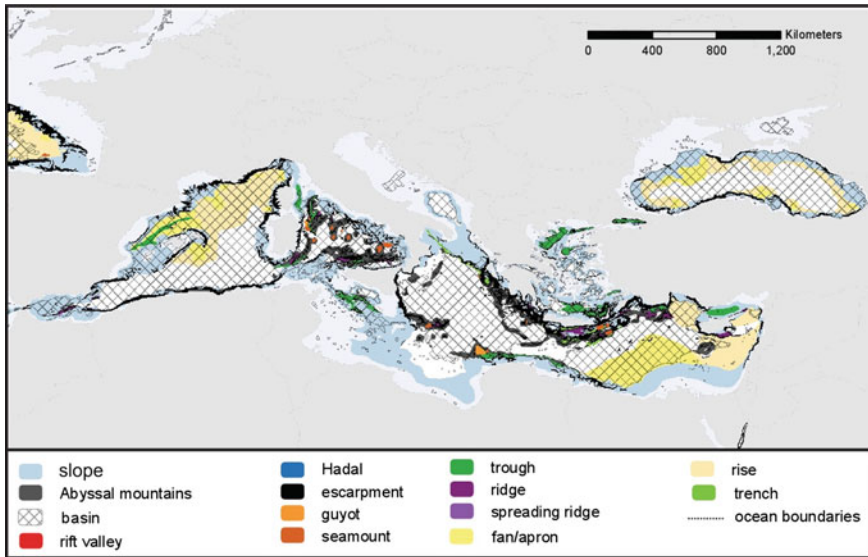 Kilometers
0 400 800 1,200
slope Hadal trough rise
Abyssal mountains escarpment ridge trench
basin guyot spreading ridge ocean boundaries
rift valley seamount fan/apron